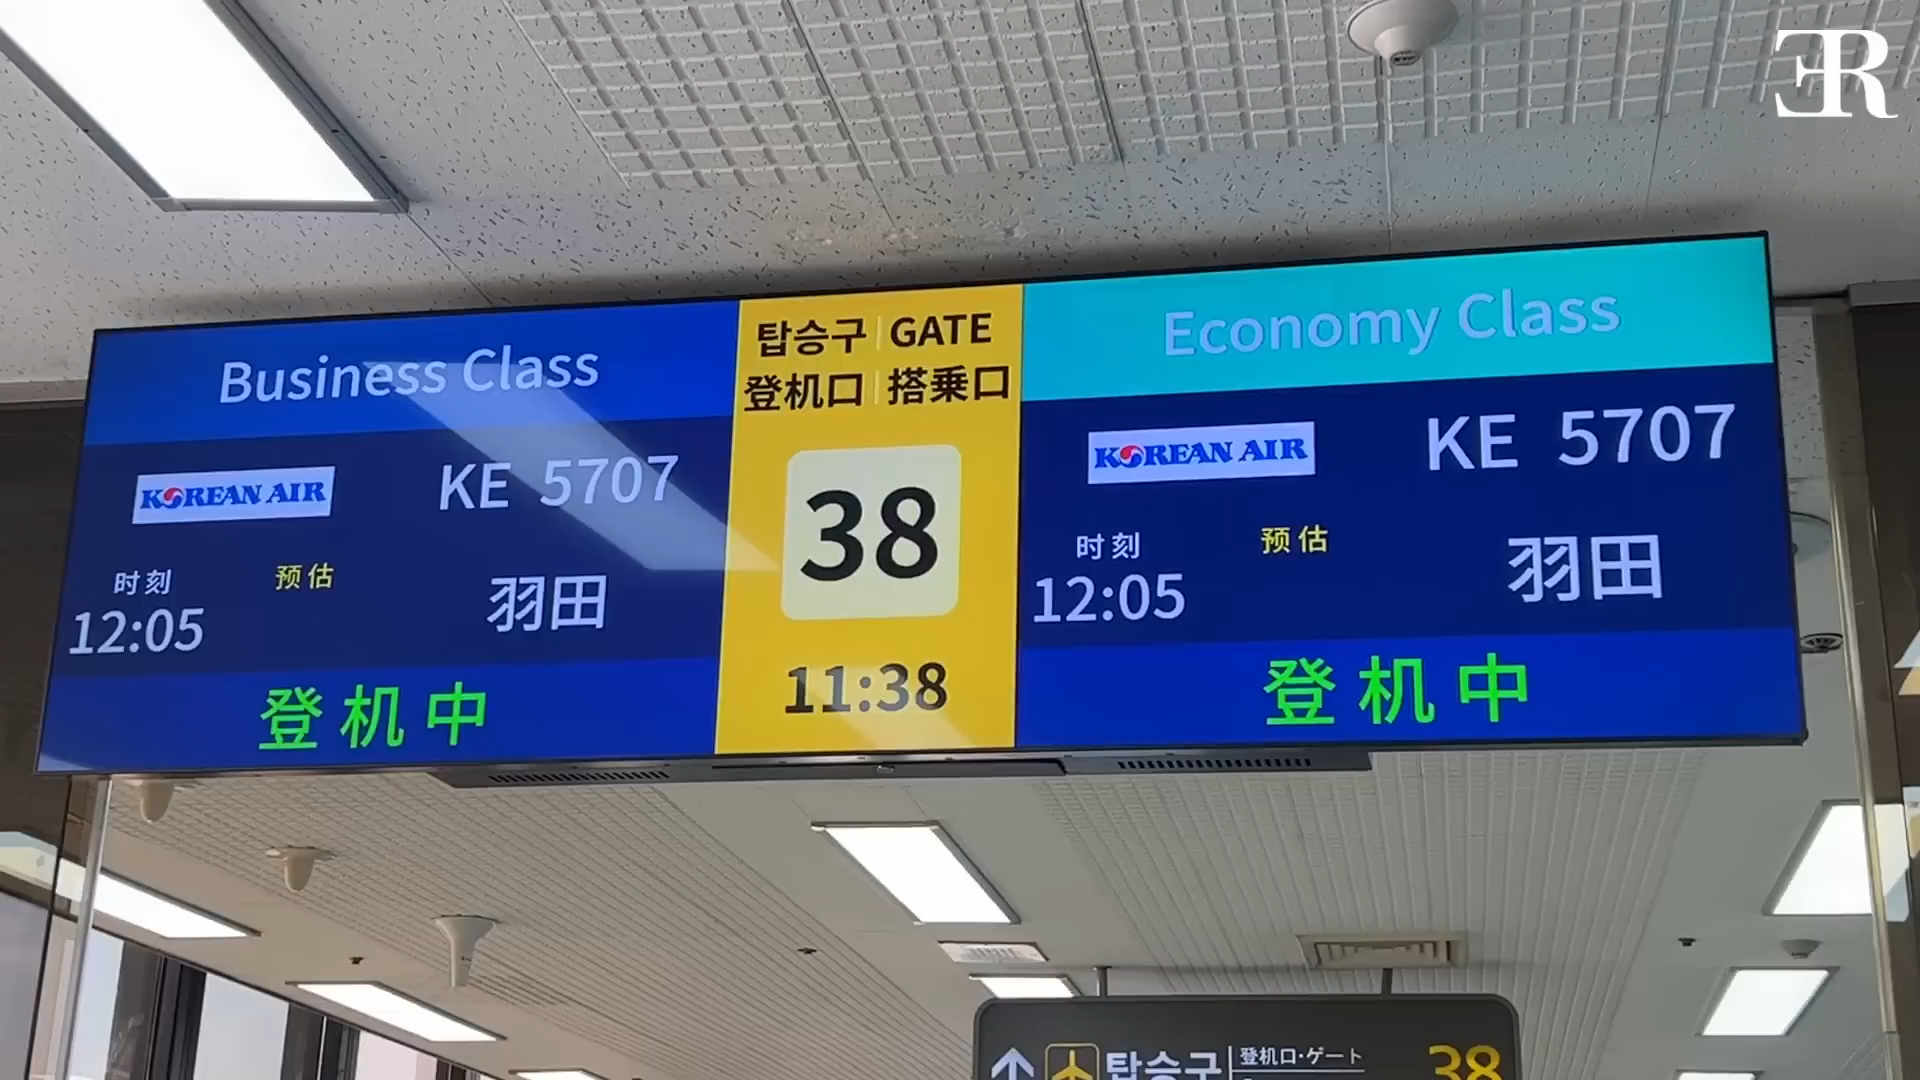 ER
Business Class
KOREAN AIR
KE 5707
时刻
预估
12:05
羽田
登机中
탑승구 | GATE
登机口 | 搭乗口
38
11:38
Economy Class
KOREAN AIR
KE 5707
时刻
预估
12:05
羽田
登机中
탑승구
登机口·ゲート
38